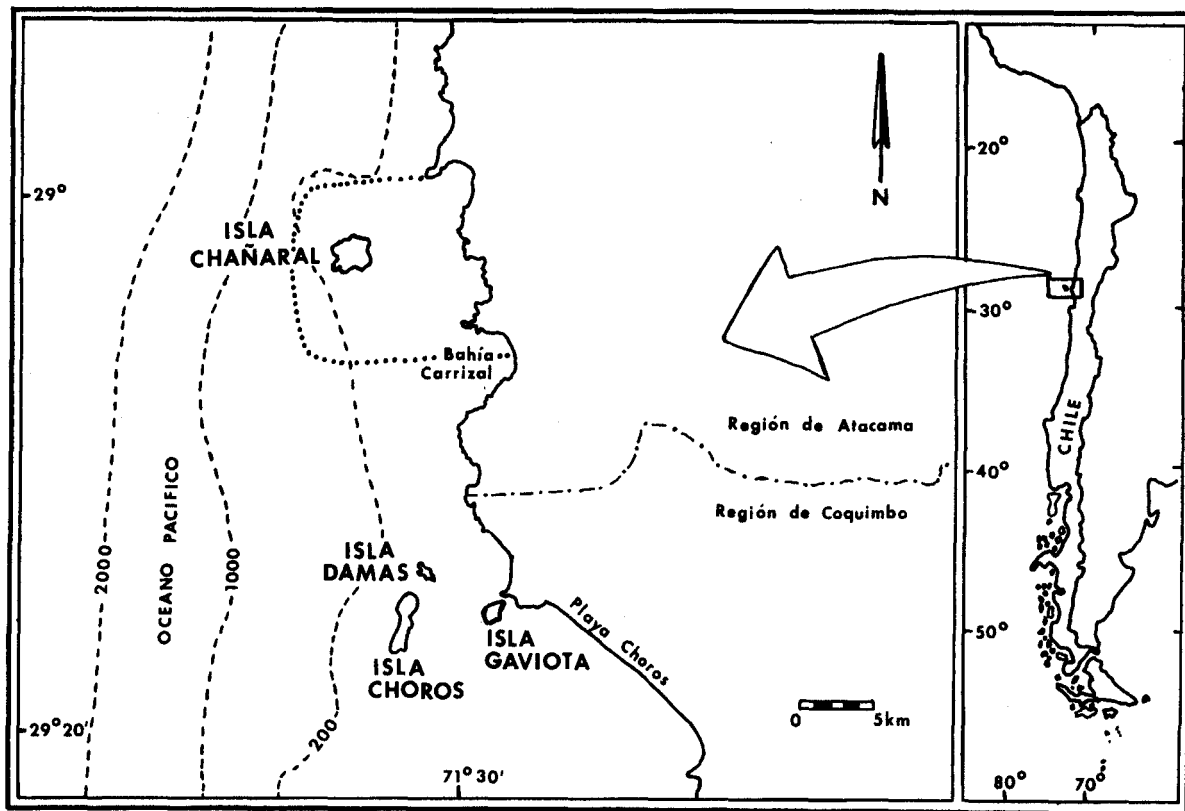 29°
ISLA
CHAÑARAL
Bahía
Carrizal
N
Región de Atacama
Región de Coquimbo
OCEANO PACIFICO
2000
1000
200
ISLA
DAMAS
ISLA
CHOROS
ISLA
GAVIOTA
Playa Choros
0 5km
29° 20'
71° 30'
20°
30°
CHILE
40°
50°
80° 70°